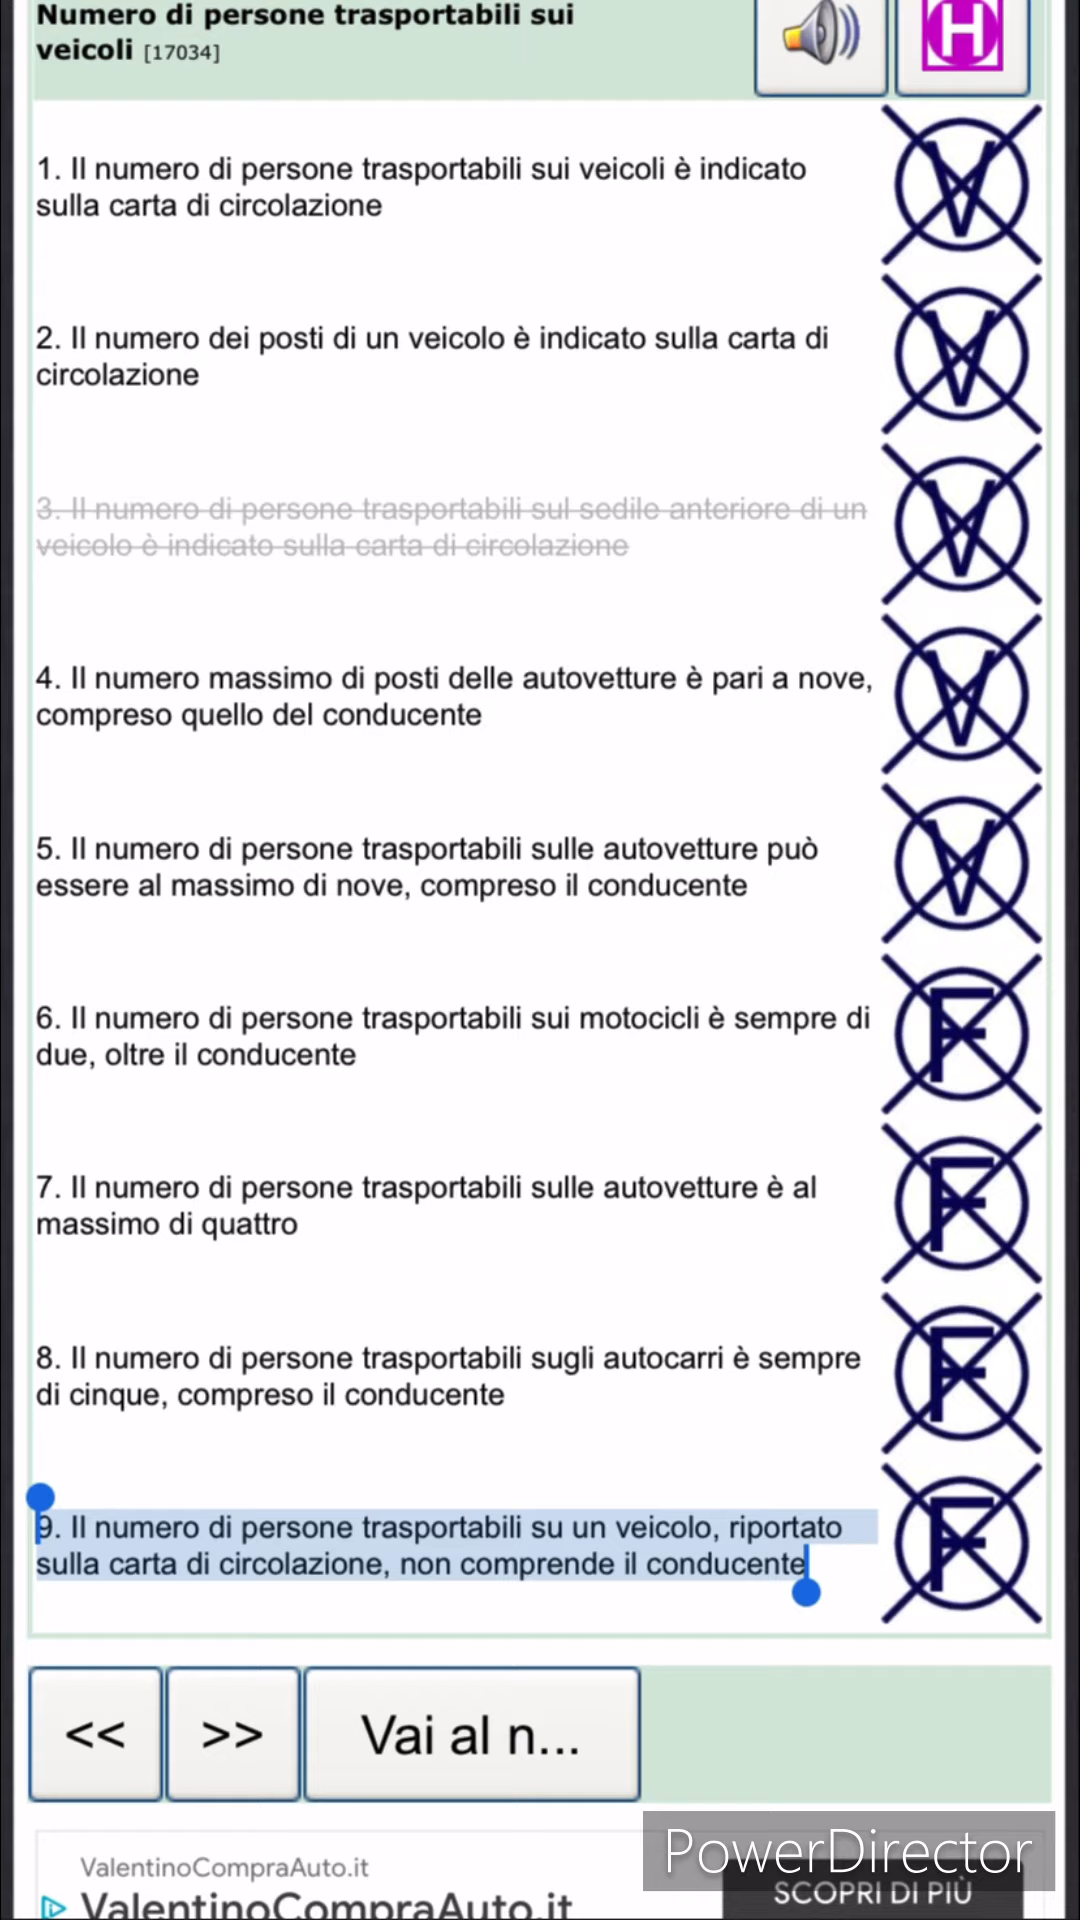 Numero di persone trasportabili sui
veicoli [17034]
H
1. Il numero di persone trasportabili sui veicoli è indicato
sulla carta di circolazione
V
2. Il numero dei posti di un veicolo è indicato sulla carta di
circolazione
V
3. Il numero di persone trasportabili sul sedile anteriore di un
veicolo è indicato sulla carta di circolazione
V
4. Il numero massimo di posti delle autovetture è pari a nove,
compreso quello del conducente
V
5. Il numero di persone trasportabili sulle autovetture può
essere al massimo di nove, compreso il conducente
V
6. Il numero di persone trasportabili sui motocicli è sempre di
due, oltre il conducente
F
7. Il numero di persone trasportabili sulle autovetture è al
massimo di quattro
F
8. Il numero di persone trasportabili sugli autocarri è sempre
di cinque, compreso il conducente
F
9. Il numero di persone trasportabili su un veicolo, riportato
sulla carta di circolazione, non comprende il conducente
F
<< >> Vai al n...
PowerDirector
ValentinoCompraAuto.it
SCOPRI DI PIÙ
ValentinoCompraAuto.it